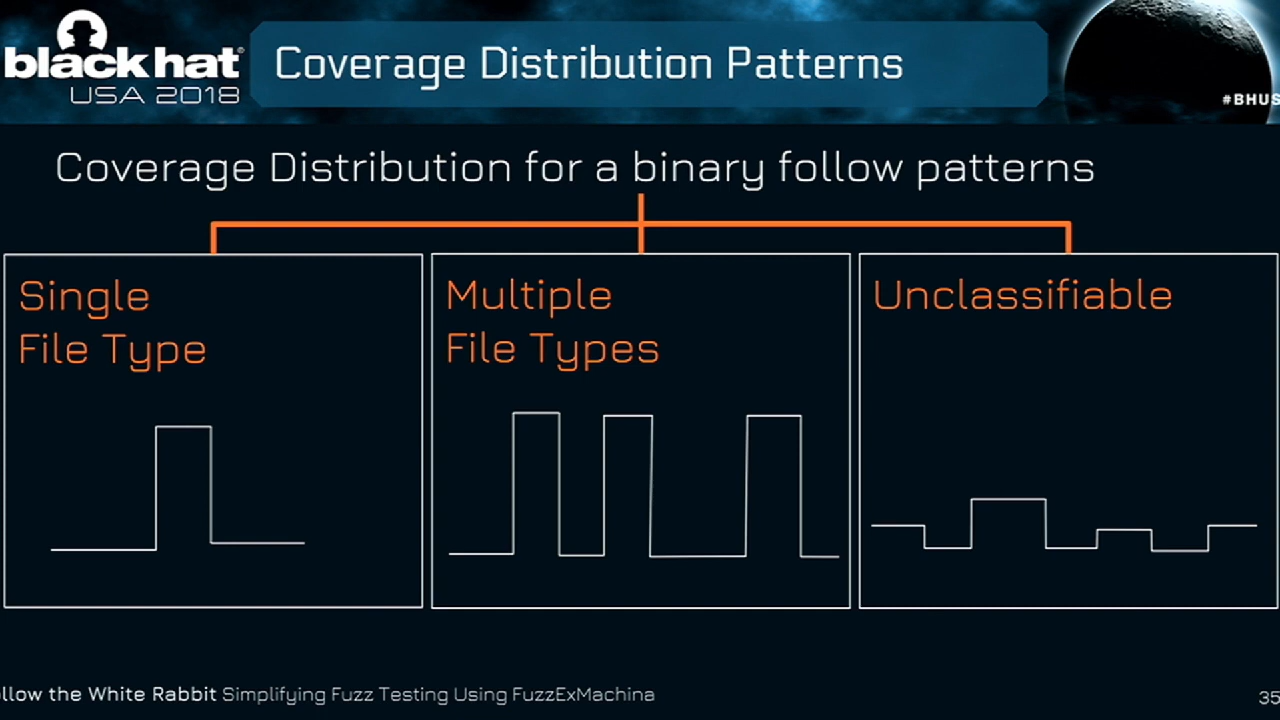 black hat
USA 2018
Coverage Distribution Patterns
#BHUS
Coverage Distribution for a binary follow patterns
Single
File Type
Multiple
File Types
Unclassifiable
llow the White Rabbit Simplifying Fuzz Testing Using FuzzExMachina
35